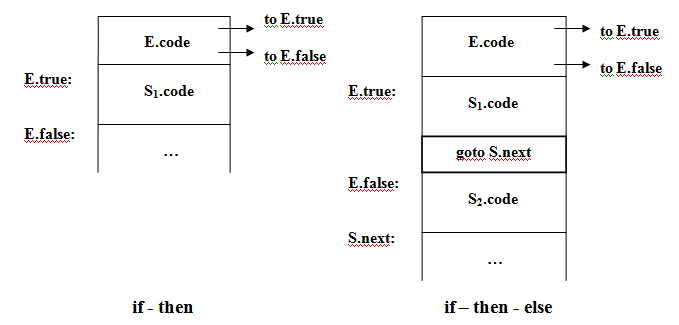 to E.true
E.code
to E.false
E.true:
S₁.code
E.false:
...
if - then
to E.true
E.code
to E.false
E.true:
S₁.code
goto S.next
E.false:
S₂.code
S.next:
...
if – then - else